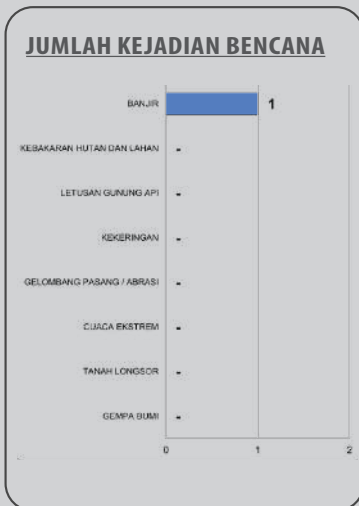 JUMLAH KEJADIAN BENCANA
BANJIR 1
KEBAKARAN HUTAN DAN LAHAN -
LETUSAN GUNUNG API -
KEKERINGAN -
GELOMBANG PASANG / ABRASI -
CUACA EKSTREM -
TANAH LONGSOR -
GEMPA BUMI -
0 1 2